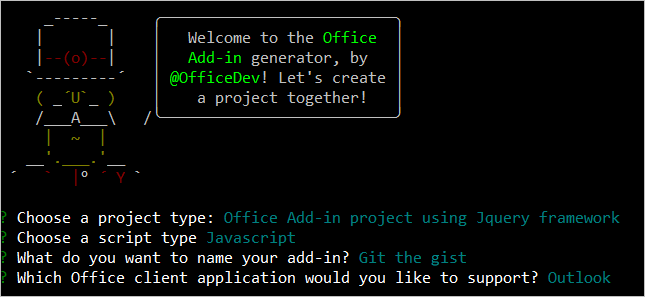 Welcome to the Office
Add-in generator, by
@OfficeDev! Let's create
a project together!
? Choose a project type: Office Add-in project using Jquery framework
? Choose a script type Javascript
? What do you want to name your add-in? Git the gist
? Which Office client application would you like to support? Outlook